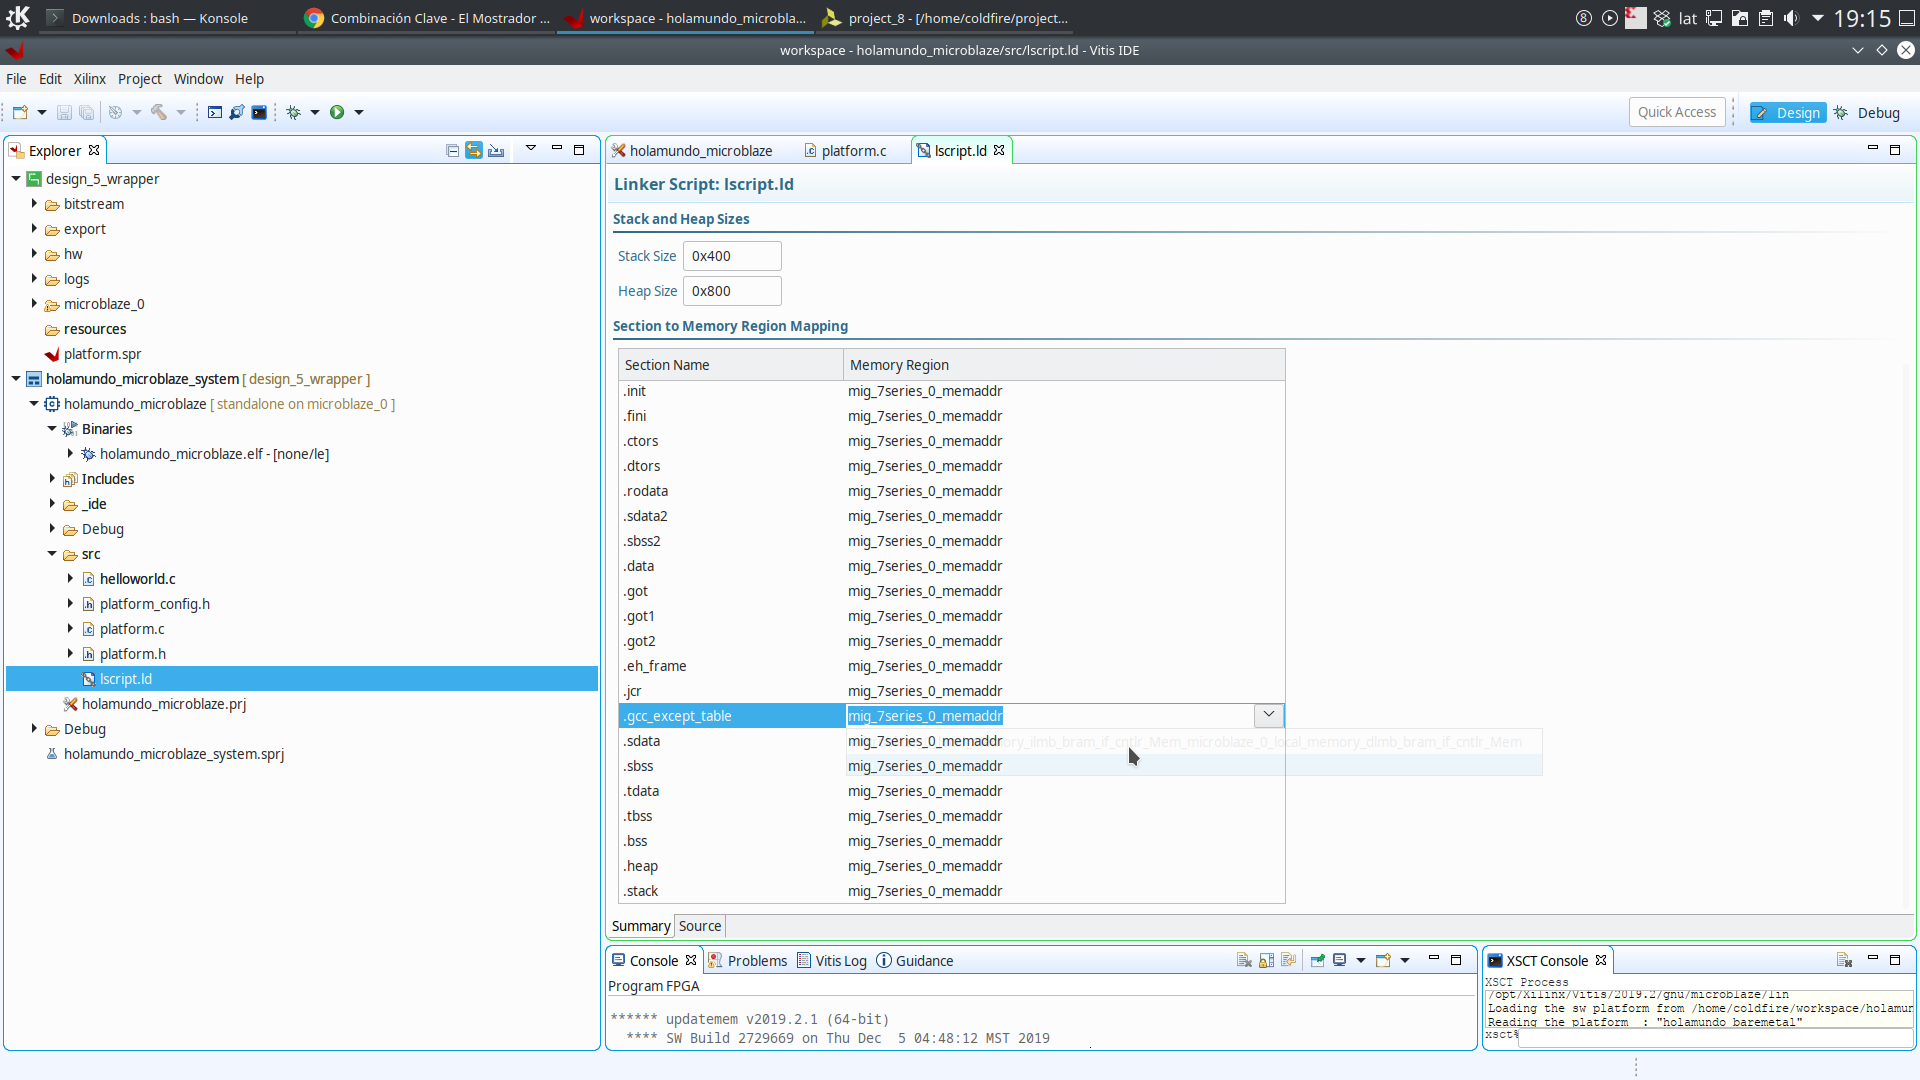 Downloads : bash — Konsole
Combinación Clave - El Mostrador ...
workspace - holamundo_microbla...
project_8 - [/home/coldfire/project...
8
lat
19:15
workspace - holamundo_microblaze/src/lscript.ld - Vitis IDE
File Edit Xilinx Project Window Help
Quick Access
Design
Debug
Explorer
design_5_wrapper
bitstream
export
hw
logs
microblaze_0
resources
platform.spr
holamundo_microblaze_system [ design_5_wrapper ]
holamundo_microblaze [ standalone on microblaze_0 ]
Binaries
holamundo_microblaze.elf - [none/le]
Includes
_ide
Debug
src
helloworld.c
platform_config.h
platform.c
platform.h
lscript.ld
holamundo_microblaze.prj
Debug
holamundo_microblaze_system.sprj
holamundo_microblaze
platform.c
lscript.ld
Linker Script: lscript.ld
Stack and Heap Sizes
Stack Size 0x400
Heap Size 0x800
Section to Memory Region Mapping
Section Name Memory Region
.init mig_7series_0_memaddr
.fini mig_7series_0_memaddr
.ctors mig_7series_0_memaddr
.dtors mig_7series_0_memaddr
.rodata mig_7series_0_memaddr
.sdata2 mig_7series_0_memaddr
.sbss2 mig_7series_0_memaddr
.data mig_7series_0_memaddr
.got mig_7series_0_memaddr
.got1 mig_7series_0_memaddr
.got2 mig_7series_0_memaddr
.eh_frame mig_7series_0_memaddr
.jcr mig_7series_0_memaddr
.gcc_except_table mig_7series_0_memaddr
.sdata mig_7series_0_memaddr
ory_ilmb_bram_if_cntlr_Mem_microblaze_0_local_memory_dlmb_bram_if_cntlr_Mem
.sbss mig_7series_0_memaddr
.tdata mig_7series_0_memaddr
.tbss mig_7series_0_memaddr
.bss mig_7series_0_memaddr
.heap mig_7series_0_memaddr
.stack mig_7series_0_memaddr
Summary Source
Console
Problems
Vitis Log
Guidance
Program FPGA
****** updatemem v2019.2.1 (64-bit)
**** SW Build 2729669 on Thu Dec  5 04:48:12 MST 2019
XSCT Console
XSCT Process
/opt/Xilinx/Vitis/2019.2/gnu/microblaze/lin
Loading the sw platform from /home/coldfire/workspace/holamun
Reading the platform  : "holamundo_baremetal"
xsct%